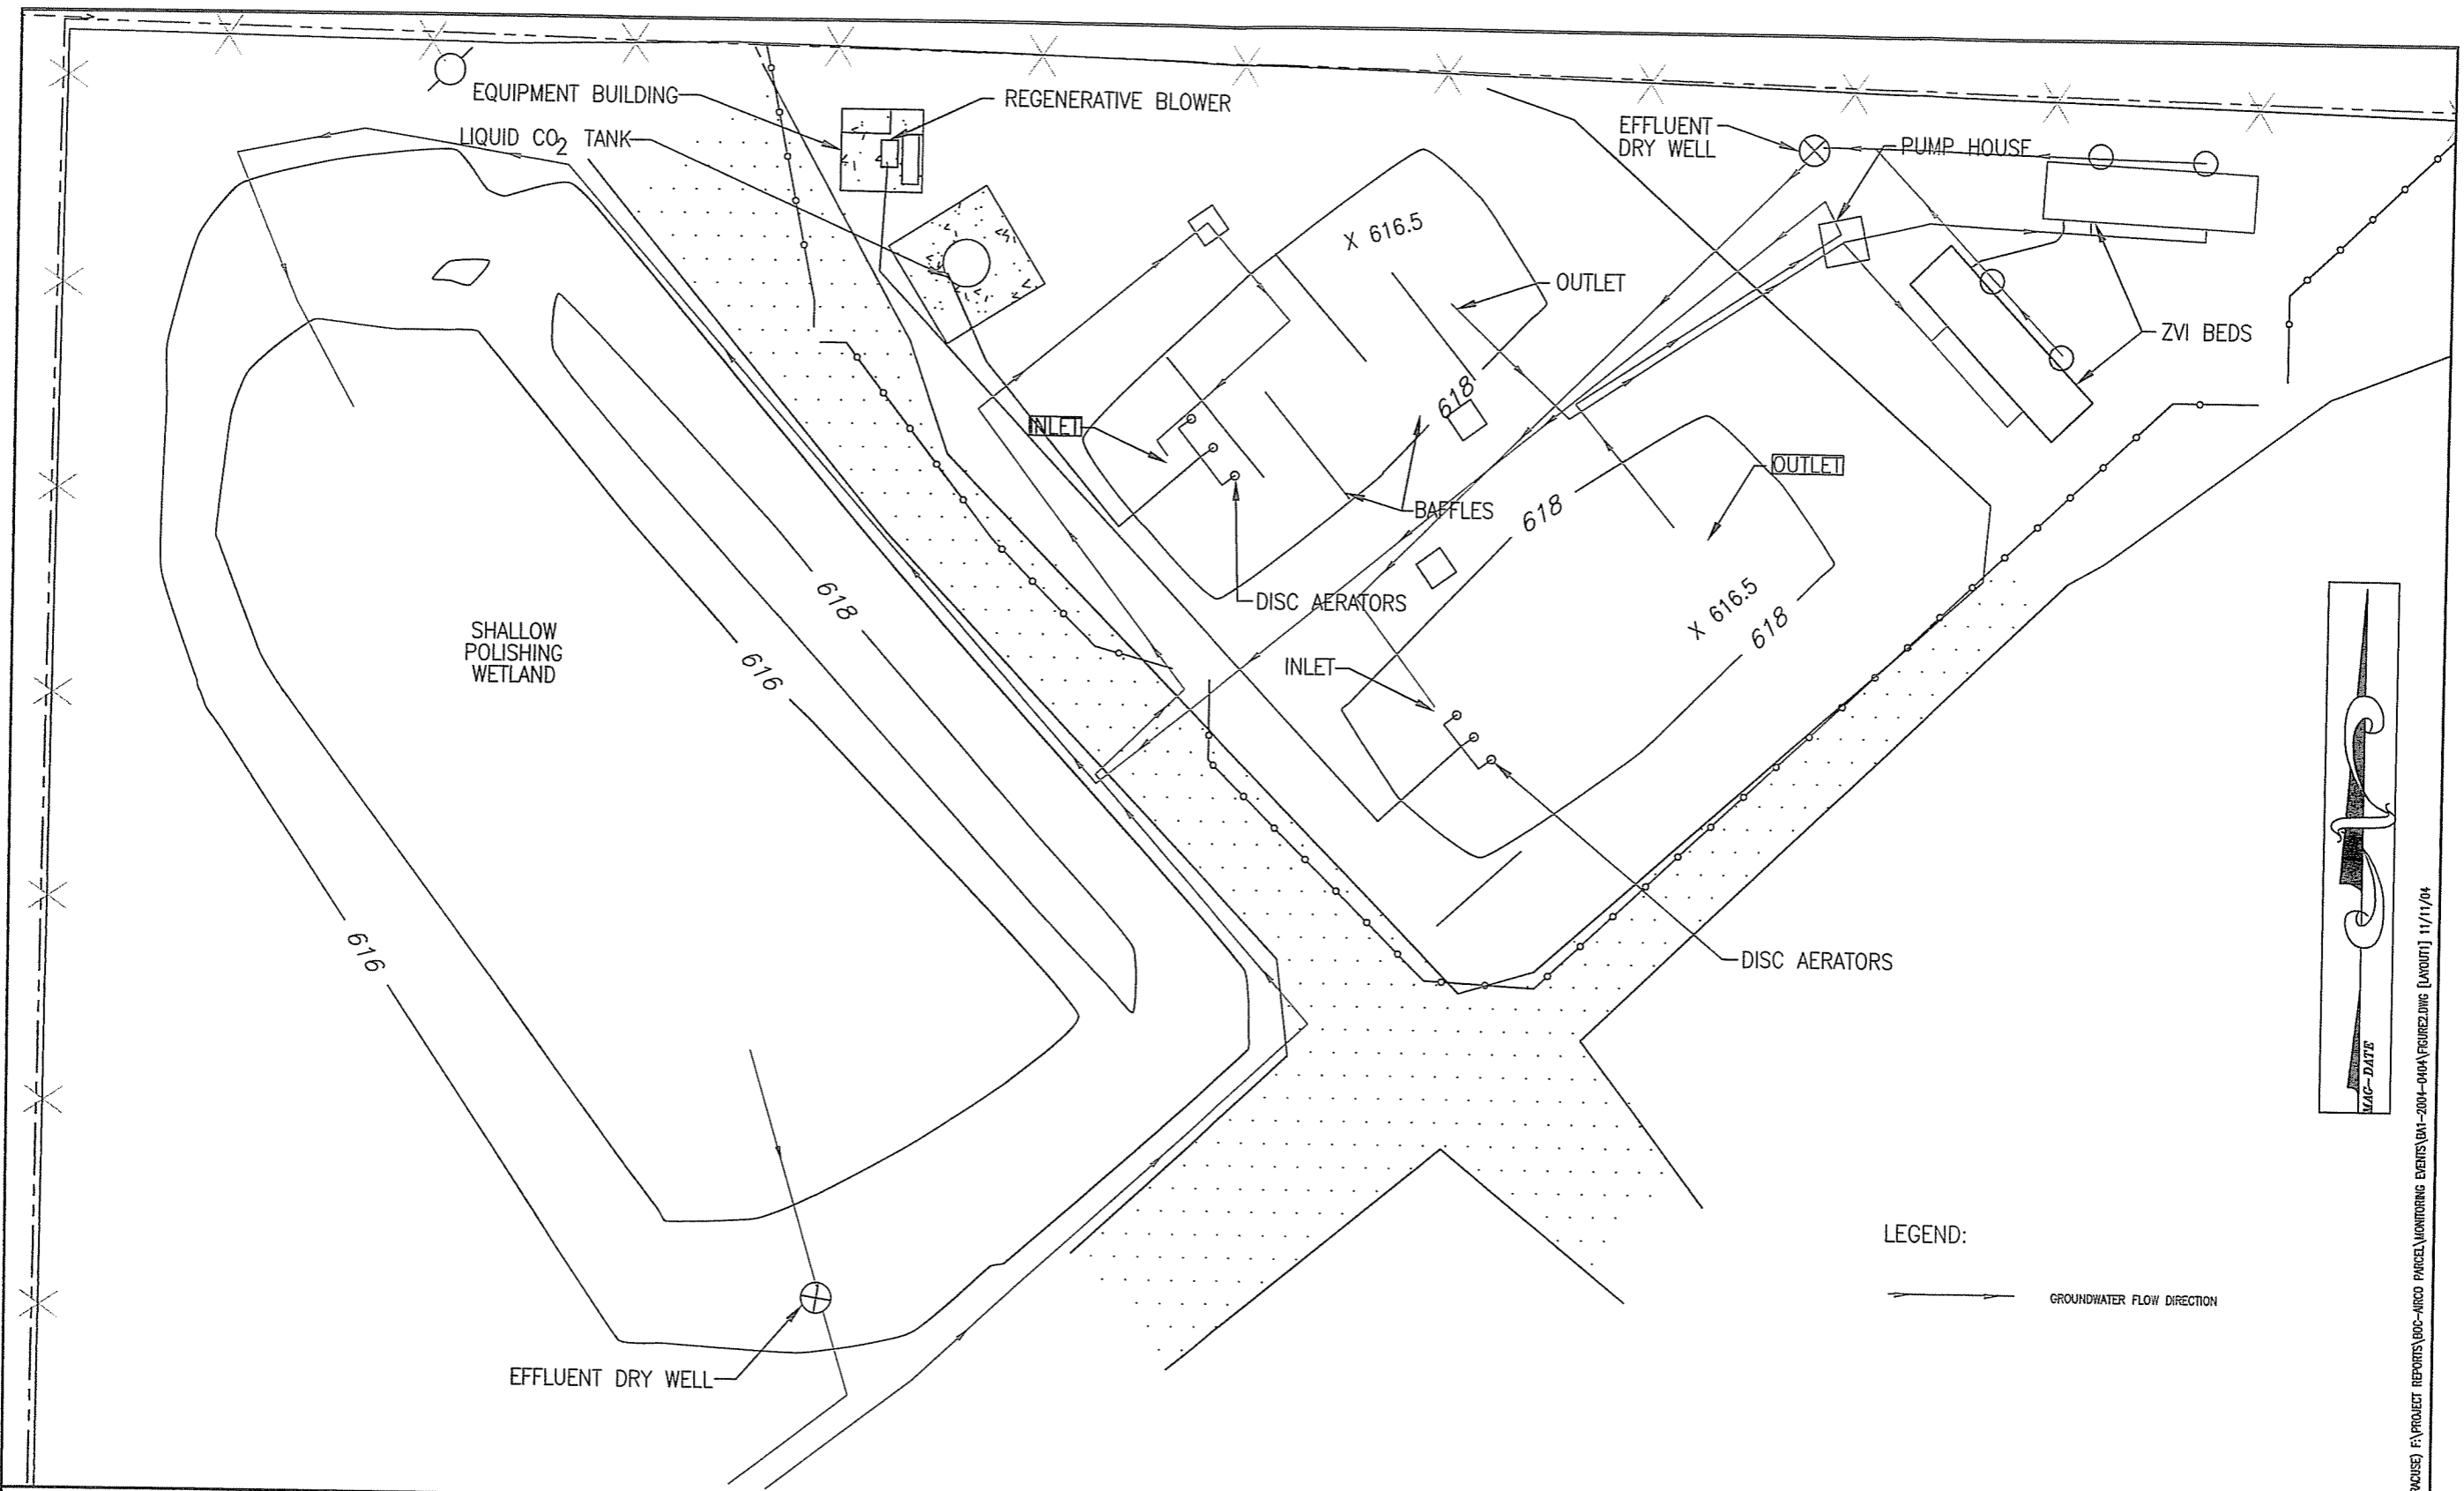 EQUIPMENT BUILDING
REGENERATIVE BLOWER
LIQUID CO2 TANK
EFFLUENT
DRY WELL
PUMP HOUSE
X 616.5
OUTLET
ZVI BEDS
618
INLET
BAFFLES
618
OUTLET
DISC AERATORS
X 616.5
618
618
616
SHALLOW
POLISHING
WETLAND
INLET
616
DISC AERATORS
EFFLUENT DRY WELL
LEGEND:
GROUNDWATER FLOW DIRECTION
MAG-DATE
RACUSE) F:\PROJECT REPORTS\BOC-AIRCO PARCEL\MONITORING EVENTS\BA1-2004-0404\FIGURE2.DWG [LAYOUT1] 11/11/04